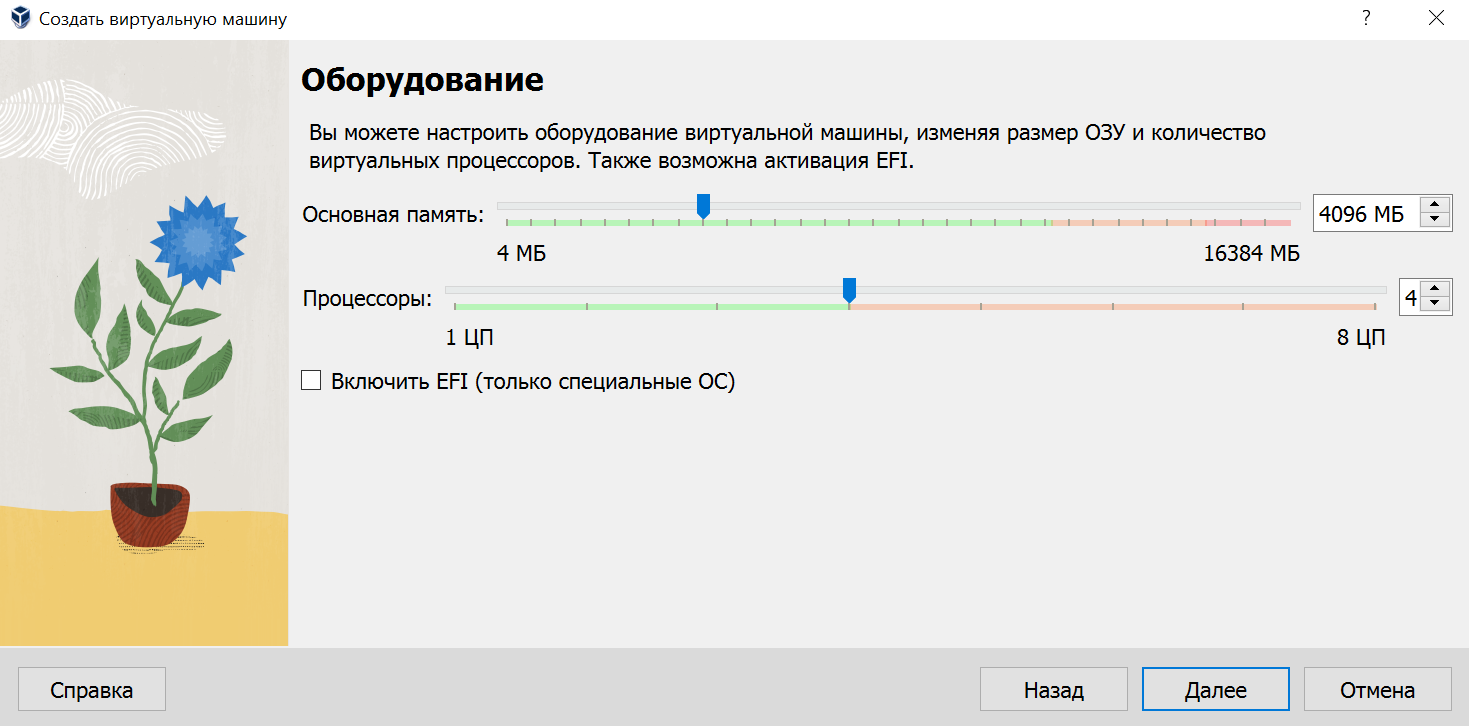 Создать виртуальную машину
?
Оборудование
Вы можете настроить оборудование виртуальной машины, изменяя размер ОЗУ и количество
виртуальных процессоров. Также возможна активация EFI.
Основная память:
4096 МБ
4 МБ
16384 МБ
Процессоры:
4
1 ЦП
8 ЦП
Включить EFI (только специальные ОС)
Справка
Назад
Далее
Отмена